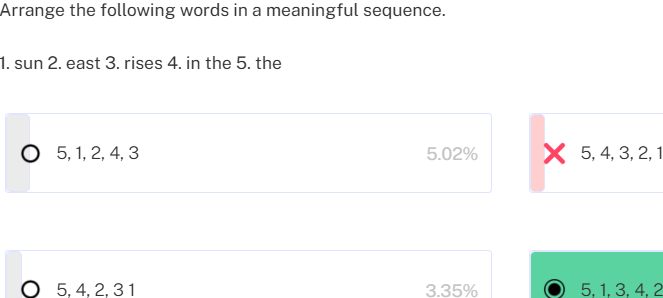 Arrange the following words in a meaningful sequence.
1. sun 2. east 3. rises 4. in the 5. the
5, 1, 2, 4, 3 5.02% 5, 4, 3, 2, 1
5, 4, 2, 3 1 3.35% 5, 1, 3, 4, 2